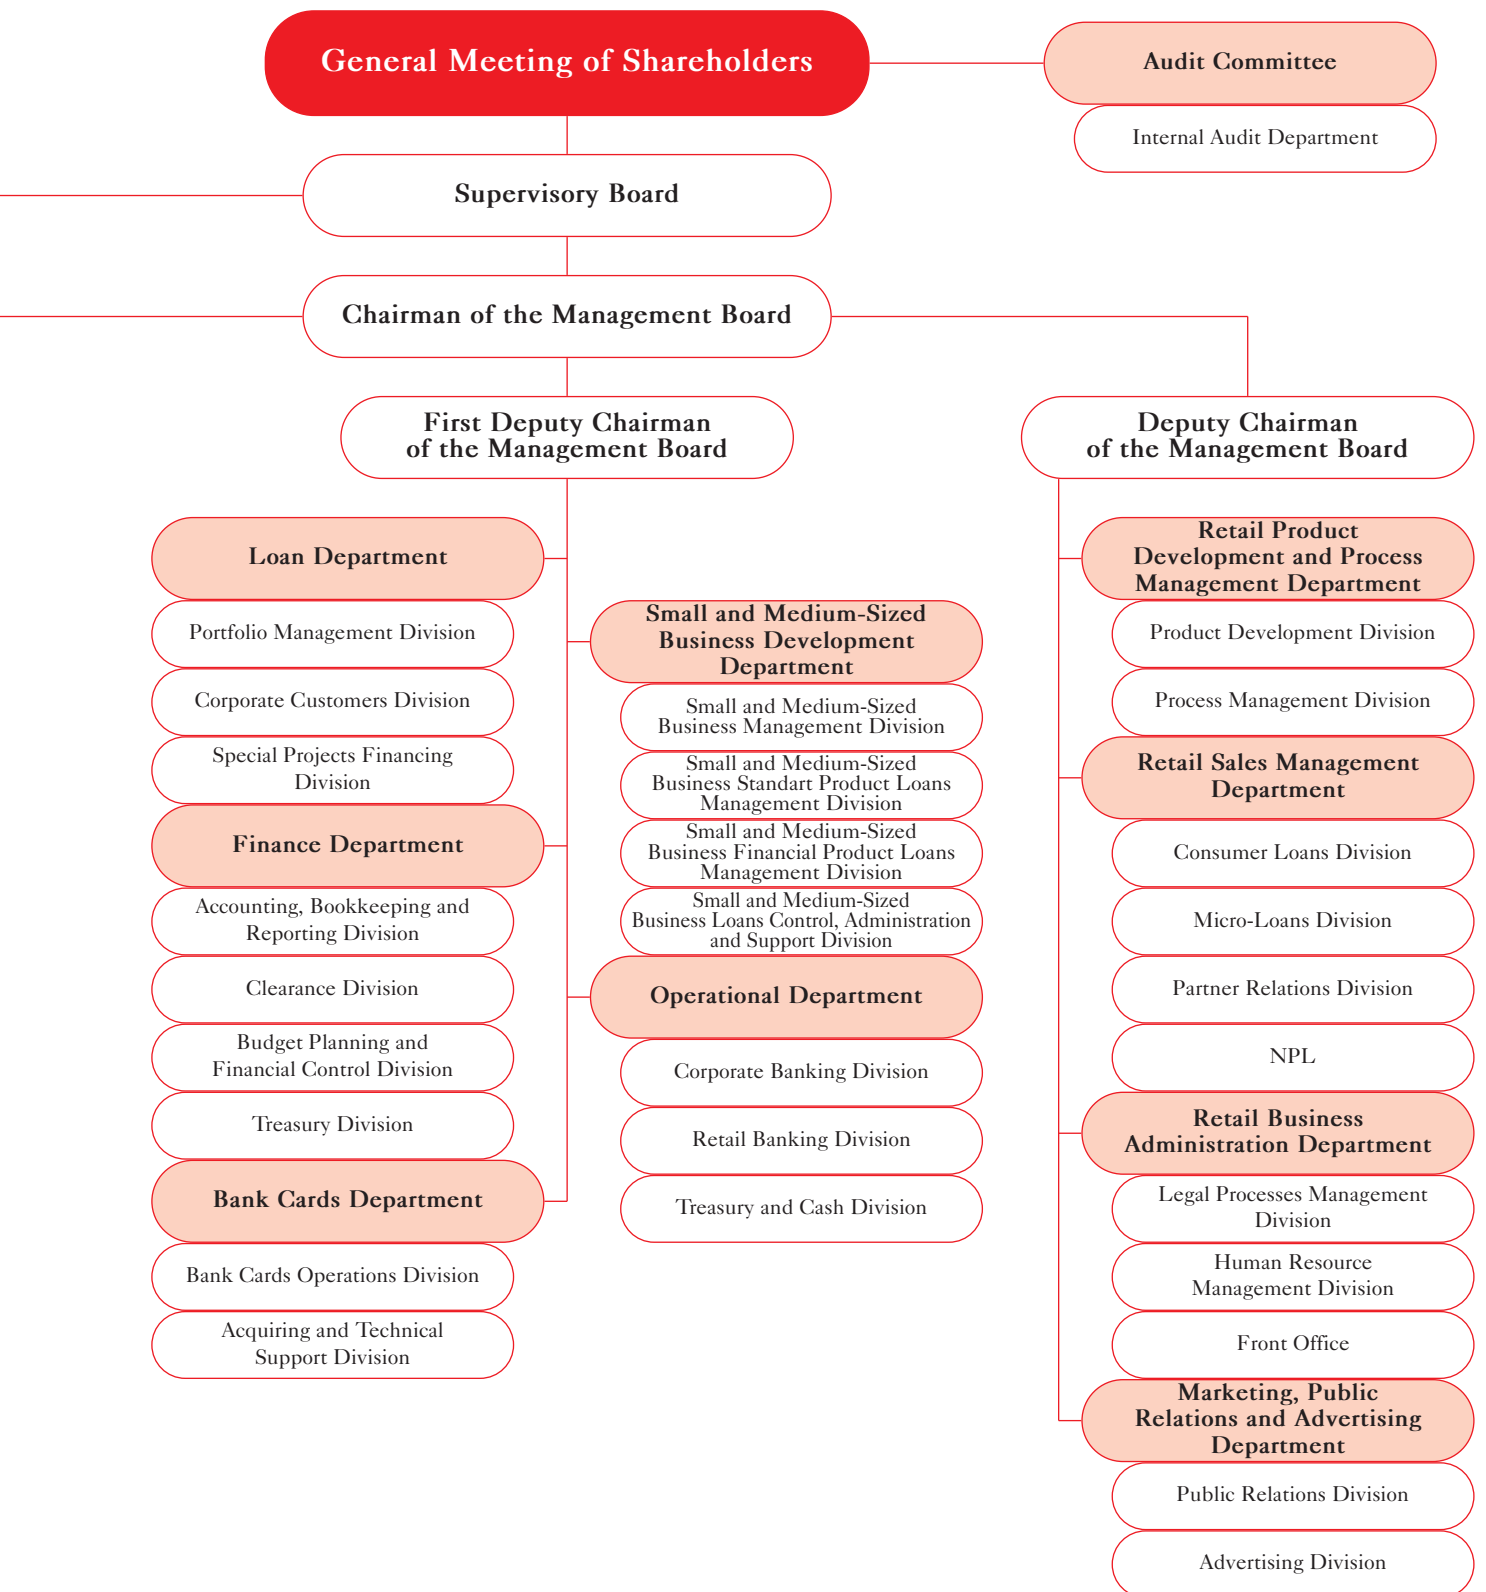 General Meeting of Shareholders
Audit Committee
Internal Audit Department
Supervisory Board
Chairman of the Management Board
First Deputy Chairman
of the Management Board
Deputy Chairman
of the Management Board
Loan Department
Portfolio Management Division
Corporate Customers Division
Special Projects Financing
Division
Finance Department
Accounting, Bookkeeping and
Reporting Division
Clearance Division
Budget Planning and
Financial Control Division
Treasury Division
Bank Cards Department
Bank Cards Operations Division
Acquiring and Technical
Support Division
Small and Medium-Sized
Business Development
Department
Small and Medium-Sized
Business Management Division
Small and Medium-Sized
Business Standart Product Loans
Management Division
Small and Medium-Sized
Business Financial Product Loans
Management Division
Small and Medium-Sized
Business Loans Control, Administration
and Support Division
Operational Department
Corporate Banking Division
Retail Banking Division
Treasury and Cash Division
Retail Product
Development and Process
Management Department
Product Development Division
Process Management Division
Retail Sales Management
Department
Consumer Loans Division
Micro-Loans Division
Partner Relations Division
NPL
Retail Business
Administration Department
Legal Processes Management
Division
Human Resource
Management Division
Front Office
Marketing, Public
Relations and Advertising
Department
Public Relations Division
Advertising Division